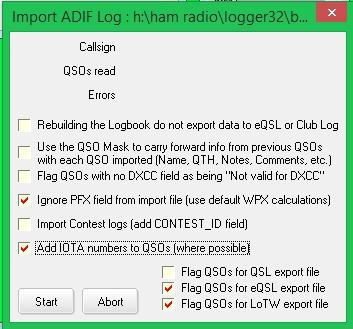 Import ADIF Log : h:\ham radio\logger32\b...
Callsign
QSOs read
Errors
Rebuilding the Logbook do not export data to eQSL or Club Log
Use the QSO Mask to carry forward info from previous QSOs
with each QSO imported (Name, QTH, Notes, Comments, etc.)
Flag QSOs with no DXCC field as being "Not valid for DXCC"
Ignore PFX field from import file (use default WPX calculations)
Import Contest logs (add CONTEST_ID field)
Add IOTA numbers to QSOs (where possible)
Flag QSOs for QSL export file
Flag QSOs for eQSL export file
Flag QSOs for LoTW export file
Start
Abort